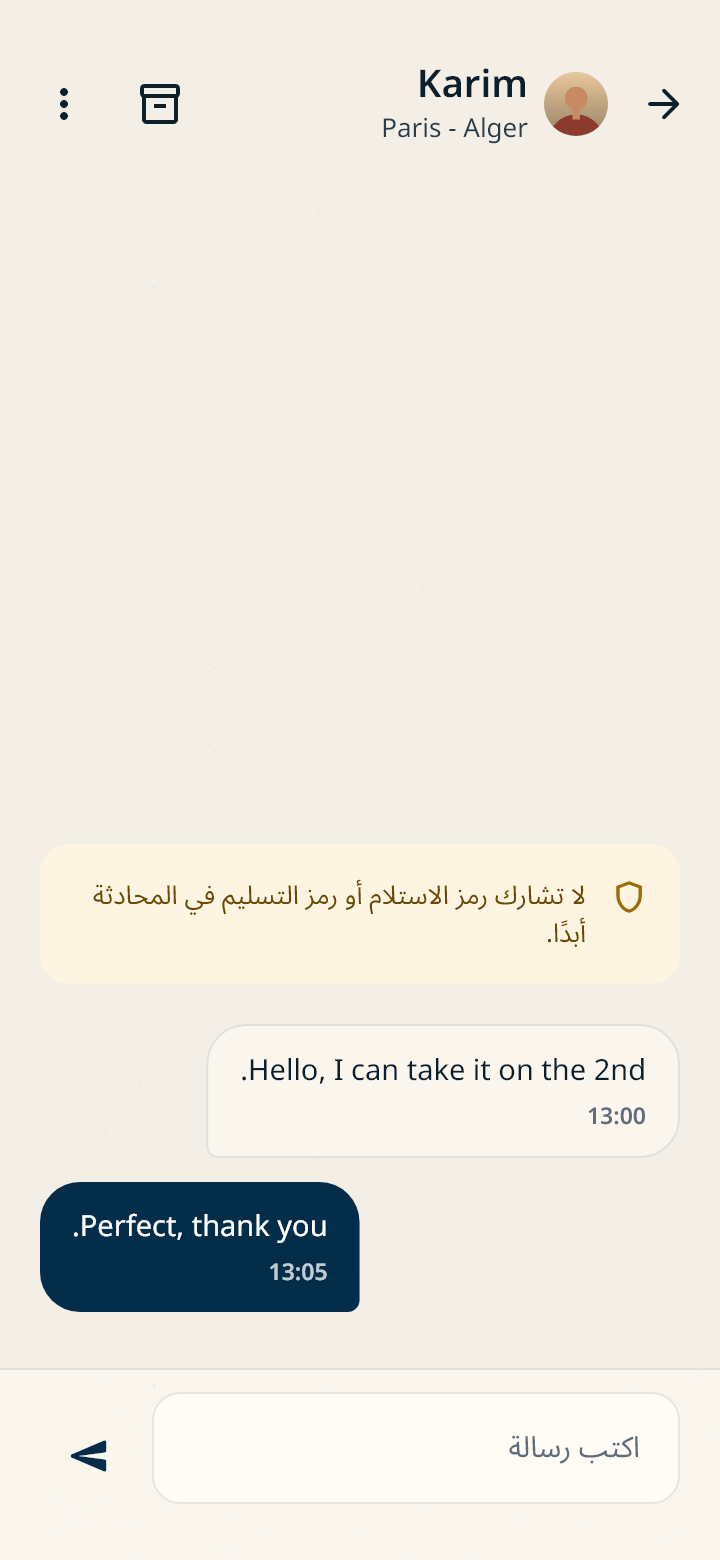 Karim
Paris - Alger
لا تشارك رمز الاستلام أو رمز التسليم في المحادثة
أبدًا.
.Hello, I can take it on the 2nd
13:00
.Perfect, thank you
13:05
اكتب رسالة